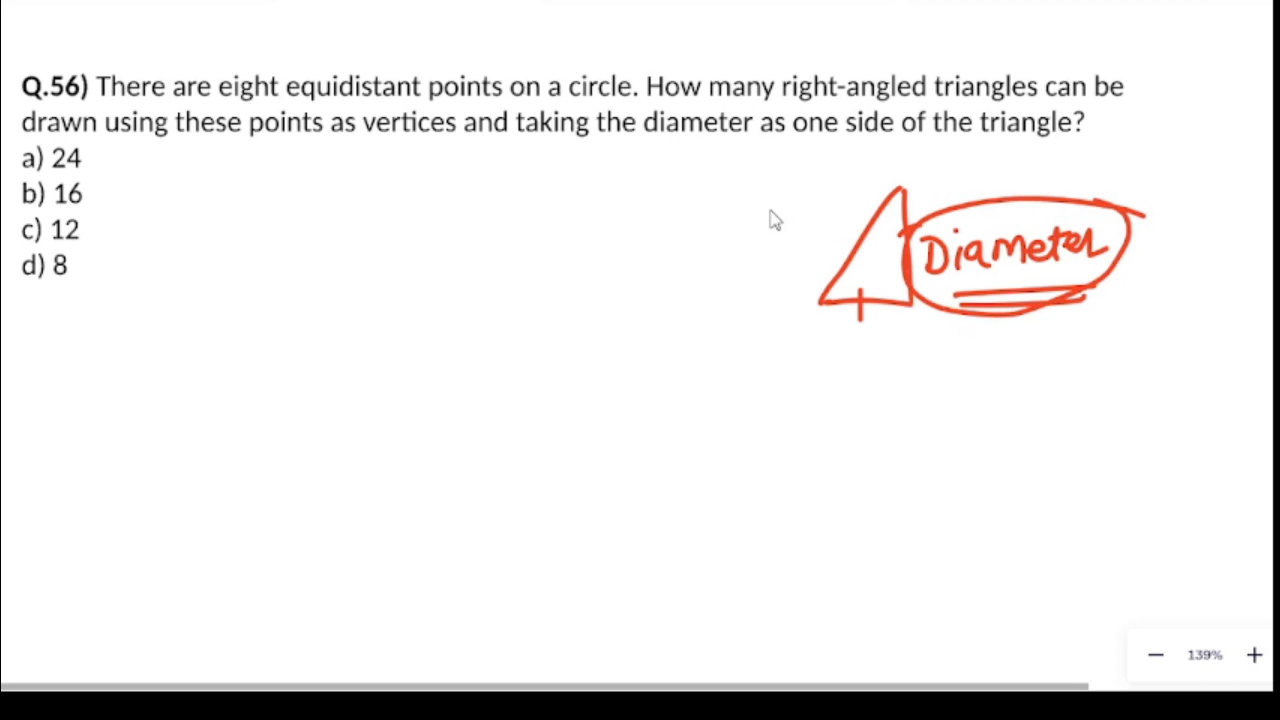 Q.56) There are eight equidistant points on a circle. How many right-angled triangles can be
drawn using these points as vertices and taking the diameter as one side of the triangle?
a) 24
b) 16
c) 12
d) 8
Diameter
139%